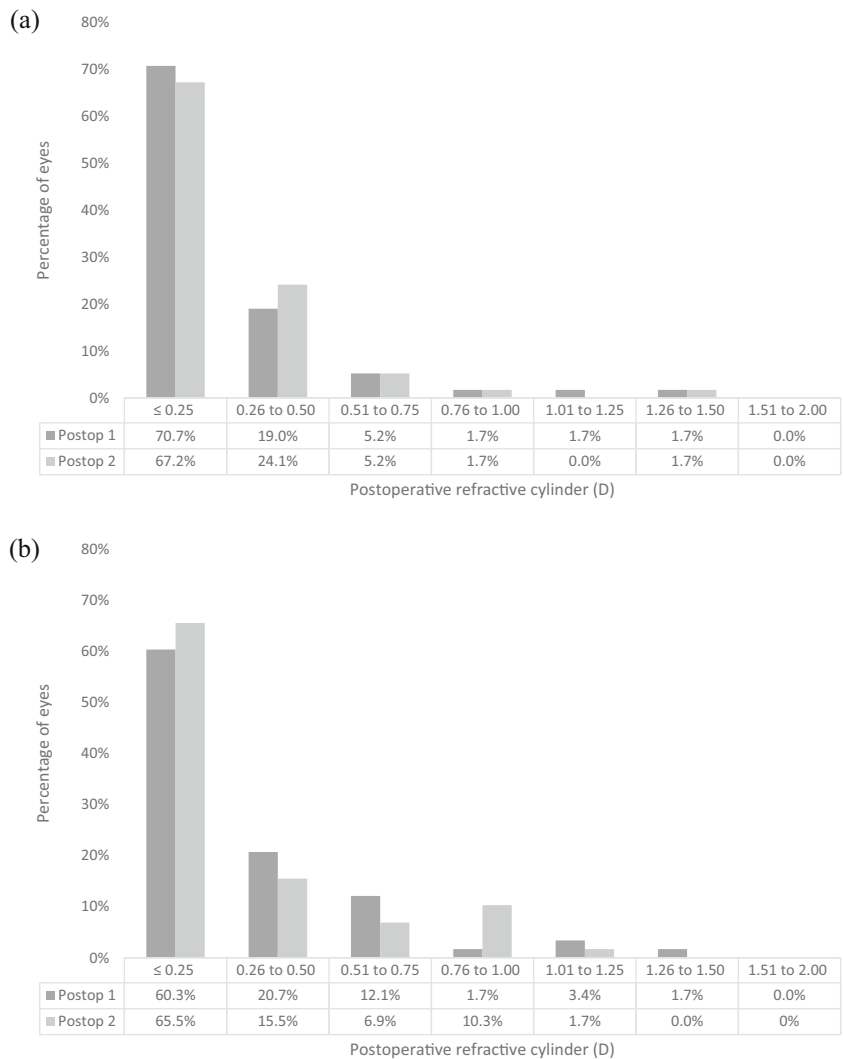 (a)
80%
70%
60%
50%
40%
30%
20%
10%
0%
Percentage of eyes
≤ 0.25 0.26 to 0.50 0.51 to 0.75 0.76 to 1.00 1.01 to 1.25 1.26 to 1.50 1.51 to 2.00
Postop 1 70.7% 19.0% 5.2% 1.7% 1.7% 1.7% 0.0%
Postop 2 67.2% 24.1% 5.2% 1.7% 0.0% 1.7% 0.0%
Postoperative refractive cylinder (D)
(b)
80%
70%
60%
50%
40%
30%
20%
10%
0%
Percentage of eyes
≤ 0.25 0.26 to 0.50 0.51 to 0.75 0.76 to 1.00 1.01 to 1.25 1.26 to 1.50 1.51 to 2.00
Postop 1 60.3% 20.7% 12.1% 1.7% 3.4% 1.7% 0.0%
Postop 2 65.5% 15.5% 6.9% 10.3% 1.7% 0.0% 0%
Postoperative refractive cylinder (D)